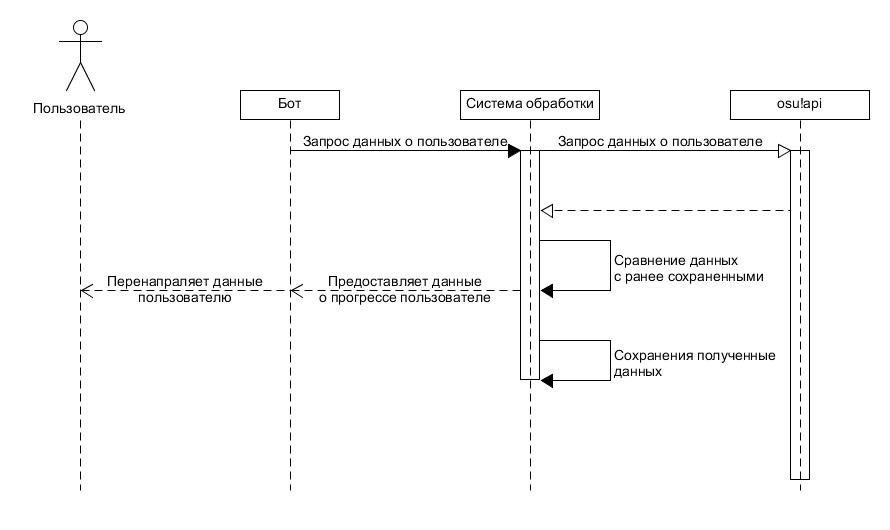 Пользователь
Бот
Система обработки
osu!api
Запрос данных о пользователе
Запрос данных о пользователе
Сравнение данных
с ранее сохраненными
Перенапраляет данные
пользователю
Предоставляет данные
о прогрессе пользователе
Сохранения полученные
данных